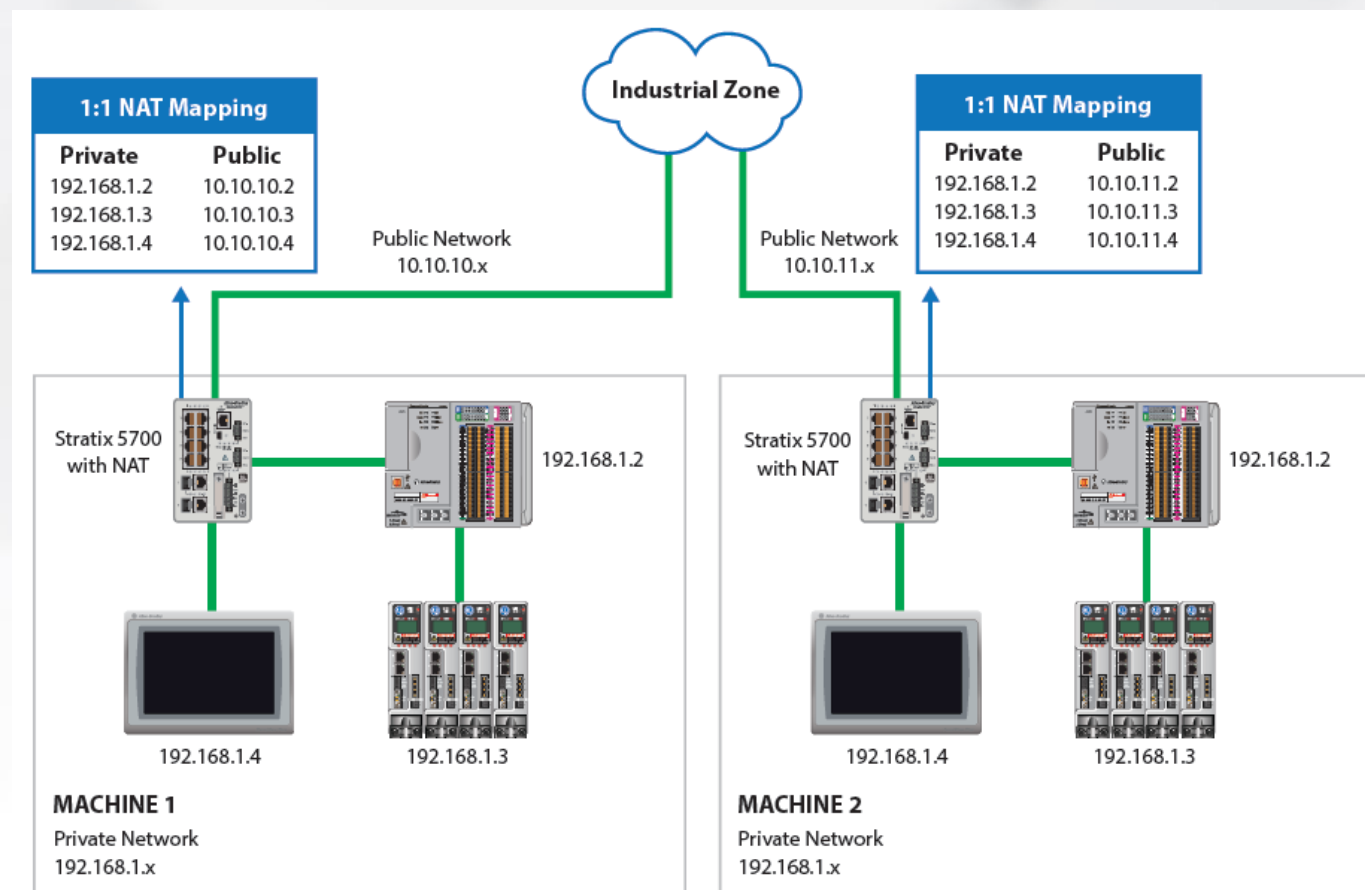 Industrial Zone
1:1 NAT Mapping
Private Public
192.168.1.2 10.10.10.2
192.168.1.3 10.10.10.3
192.168.1.4 10.10.10.4
1:1 NAT Mapping
Private Public
192.168.1.2 10.10.11.2
192.168.1.3 10.10.11.3
192.168.1.4 10.10.11.4
Public Network
10.10.10.x
Public Network
10.10.11.x
Stratix 5700
with NAT
192.168.1.2
192.168.1.4
192.168.1.3
MACHINE 1
Private Network
192.168.1.x
Stratix 5700
with NAT
192.168.1.2
192.168.1.4
192.168.1.3
MACHINE 2
Private Network
192.168.1.x